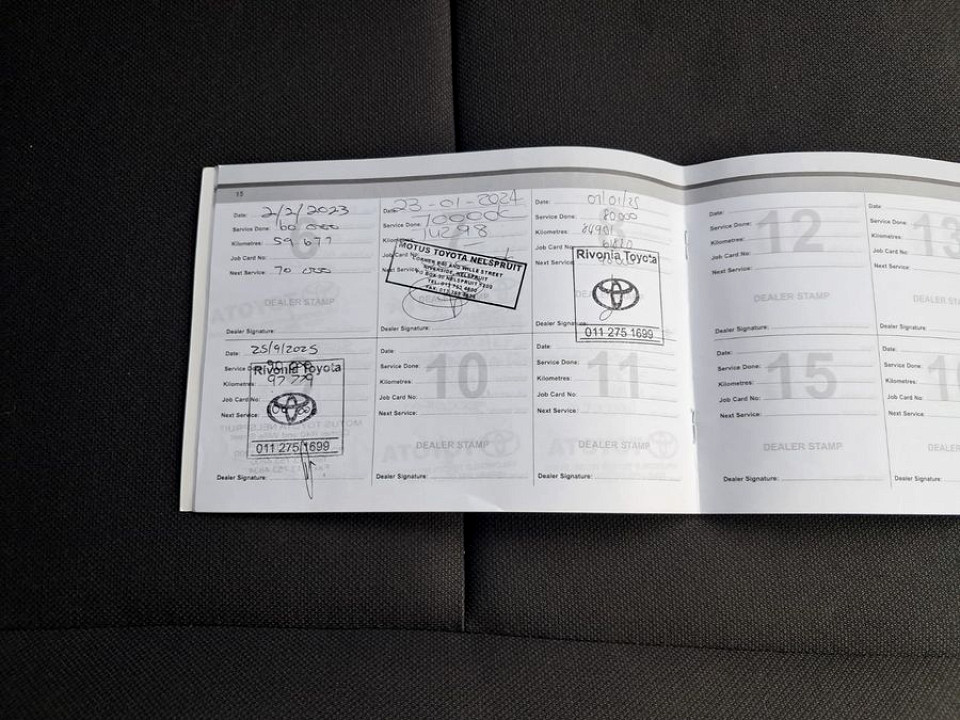 15
Date: 2/2/2023
Service Done: 60 000
Kilometres: 59 677
Job Card No:
Next Service: 70 000
6
DEALER STAMP
Dealer Signature:
Date: 23-01-2024
Service Done: 70000
74298
MOTUS TOYOTA NELSPRUIT
RIVERSIDE, NELSPRUIT
Dealer Signature:
Date: 07/01/25
Service Done: 80 000
Kilometres: 84901
Job Card No:
Next Service:
Rivonia Toyota
011 275 1699
Date: 25/9/2025
Service Done:
Kilometres: 97 779
Job Card No:
Next Service:
Rivonia Toyota
011 275 1699
Dealer Signature:
Date:
Service Done:
Kilometres:
Job Card No:
Next Service:
10
DEALER STAMP
Dealer Signature:
Date:
Service Done:
Kilometres:
Job Card No:
Next Service:
11
DEALER STAMP
Dealer Signature:
Date:
Service Done:
Kilometres:
Job Card No:
Next Service:
12
DEALER STAMP
Dealer Signature:
Date:
Service Done:
Kilometres:
Job Card No:
Next Service:
13
DEALER
Dealer Signature:
Date:
Service Done:
Kilometres:
Job Card No:
Next Service:
15
DEALER STAMP
Dealer Signature:
Date:
Service Done:
Kilometres:
Job Card No:
Next Service:
DEALER
Dealer Signature: